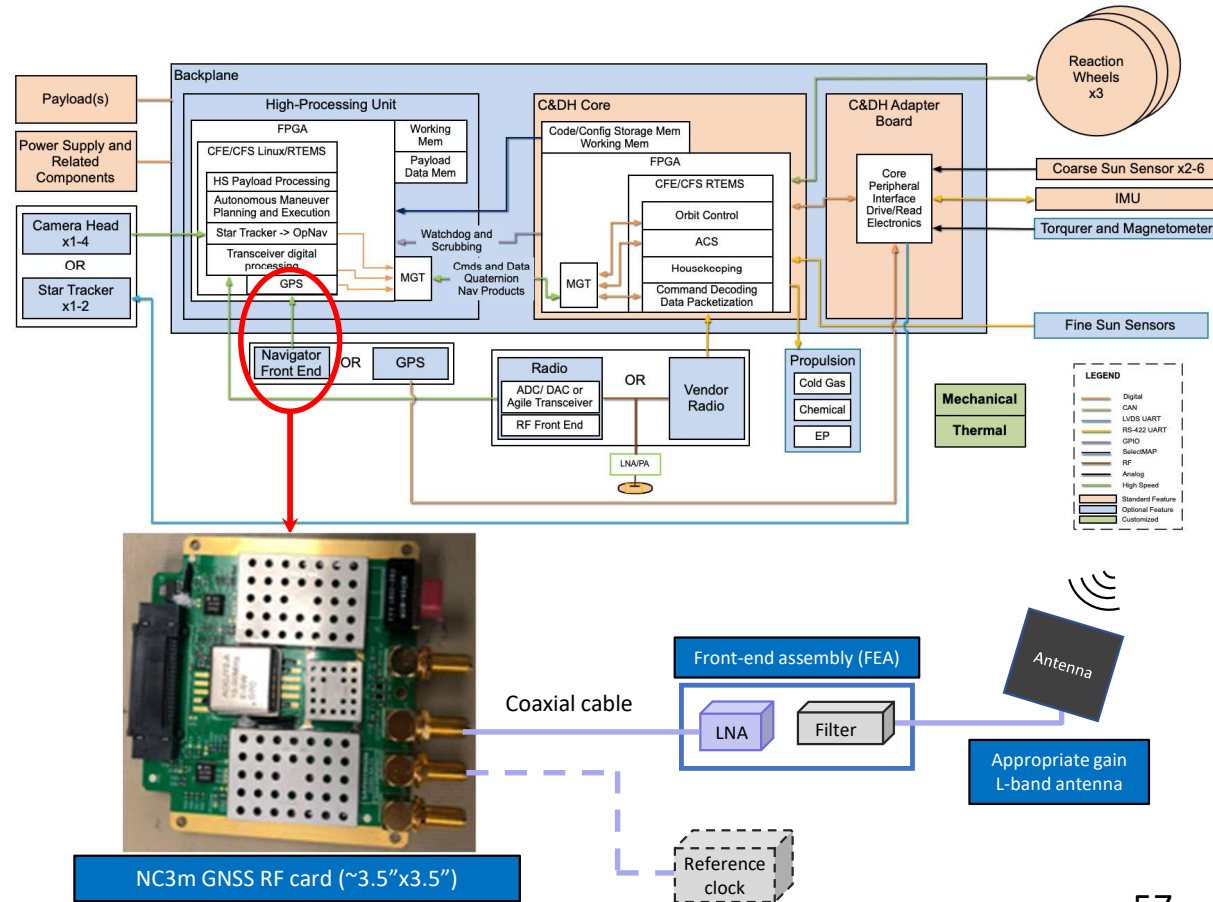 Backplane
Payload(s)
Power Supply and
Related
Components
Camera Head
x1-4
OR
Star Tracker
x1-2
High-Processing Unit
FPGA
CFE/CFS Linux/RTEMS
HS Payload Processing
Autonomous Maneuver
Planning and Execution
Star Tracker -> OpNav
Transceiver digital
processing
GPS
Working
Mem
Payload
Data Mem
MGT
Watchdog and
Scrubbing
Cmds and Data
Quaternion
Nav Products
C&DH Core
Code/Config Storage Mem
Working Mem
FPGA
CFE/CFS RTEMS
Orbit Control
ACS
Housekeeping
Command Decoding
Data Packetization
MGT
C&DH Adapter
Board
Core
Peripheral
Interface
Drive/Read
Electronics
Reaction
Wheels
x3
Coarse Sun Sensor x2-6
IMU
Torqurer and Magnetometer
Fine Sun Sensors
Navigator
Front End
OR
GPS
Radio
ADC/ DAC or
Agile Transceiver
RF Front End
OR
Vendor
Radio
LNA/PA
Propulsion
Cold Gas
Chemical
EP
Mechanical
Thermal
LEGEND
Digital
CAN
LVDS UART
RS-422 UART
GPIO
SelectMAP
RF
Analog
High Speed
Standard Feature
Optional Feature
Customized
Coaxial cable
Front-end assembly (FEA)
LNA
Filter
Antenna
Appropriate gain
L-band antenna
Reference
clock
NC3m GNSS RF card (~3.5”x3.5”)
57